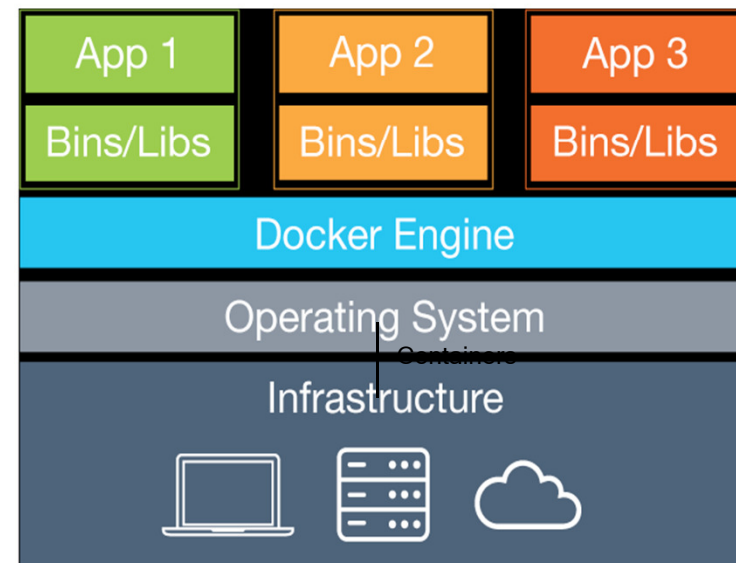 App 1
App 2
App 3
Bins/Libs
Bins/Libs
Bins/Libs
Docker Engine
Operating System
Containers
Infrastructure